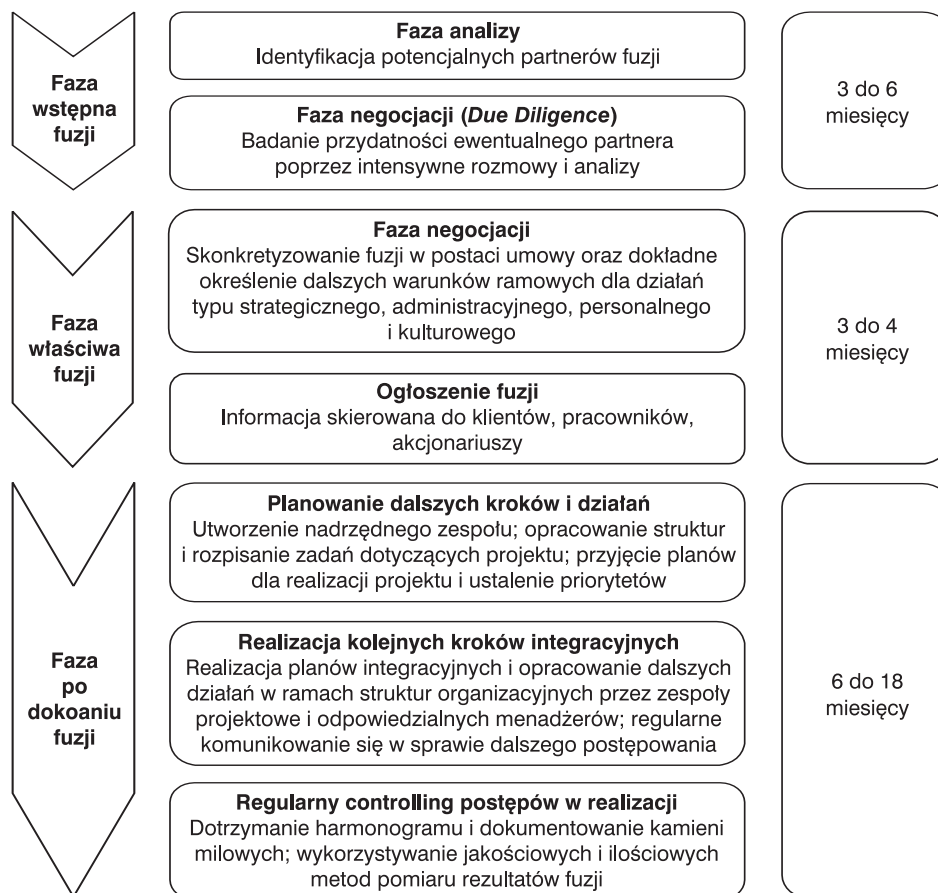 Faza
wstępna
fuzji
Faza analizy
Identyfikacja potencjalnych partnerów fuzji
Faza negocjacji (Due Diligence)
Badanie przydatności ewentualnego partnera
poprzez intensywne rozmowy i analizy
3 do 6
miesięcy
Faza
właściwa
fuzji
Faza negocjacji
Skonkretyzowanie fuzji w postaci umowy oraz dokładne
określenie dalszych warunków ramowych dla działań
typu strategicznego, administracyjnego, personalnego
i kulturowego
Ogłoszenie fuzji
Informacja skierowana do klientów, pracowników,
akcjonariuszy
3 do 4
miesięcy
Faza
po
dokoaniu
fuzji
Planowanie dalszych kroków i działań
Utworzenie nadrzędnego zespołu; opracowanie struktur
i rozpisanie zadań dotyczących projektu; przyjęcie planów
dla realizacji projektu i ustalenie priorytetów
Realizacja kolejnych kroków integracyjnych
Realizacja planów integracyjnych i opracowanie dalszych
działań w ramach struktur organizacyjnych przez zespoły
projektowe i odpowiedzialnych menadżerów; regularne
komunikowanie się w sprawie dalszego postępowania
Regularny controlling postępów w realizacji
Dotrzymanie harmonogramu i dokumentowanie kamieni
milowych; wykorzystywanie jakościowych i ilościowych
metod pomiaru rezultatów fuzji
6 do 18
miesięcy